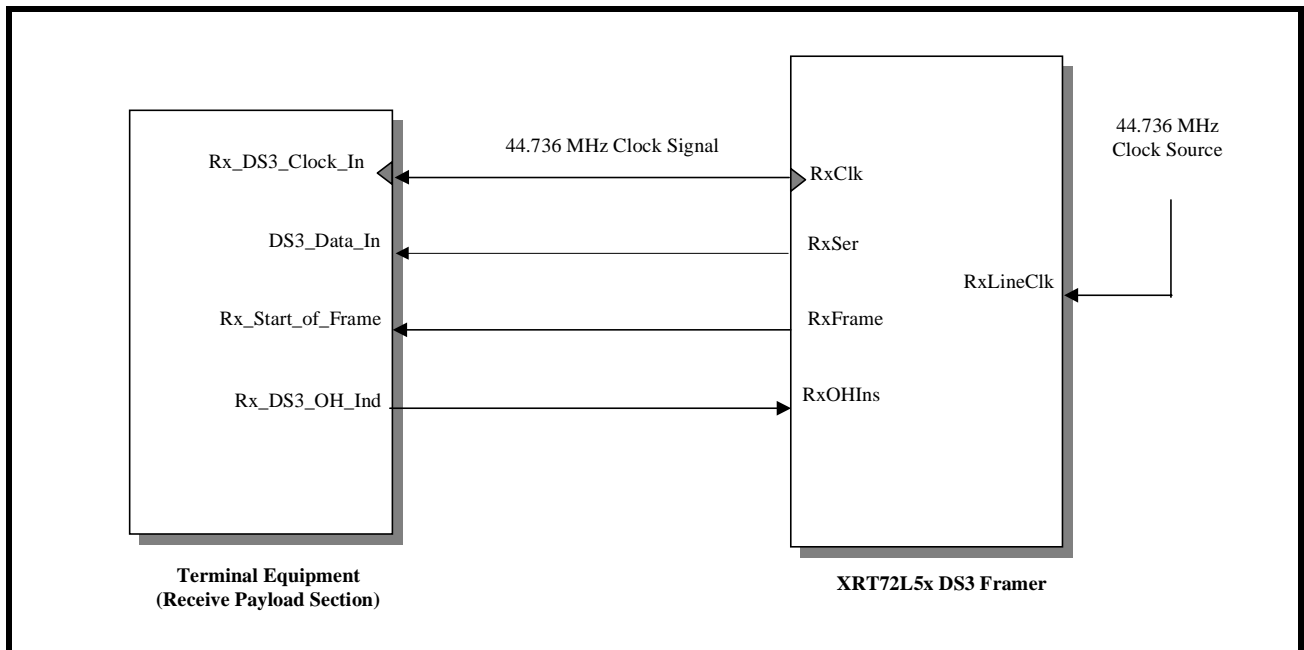 44.736 MHz
Clock Source
44.736 MHz Clock Signal
Rx_DS3_Clock_In
RxClk
DS3_Data_In
RxSer
RxLineClk
Rx_Start_of_Frame
RxFrame
Rx_DS3_OH_Ind
RxOHIns
Terminal Equipment
(Receive Payload Section)
XRT72L5x DS3 Framer